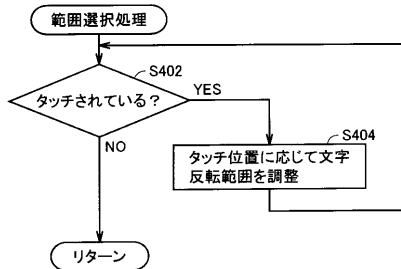 範囲選択処理
S402
タッチされている？
YES
NO
S404
タッチ位置に応じて文字
反転範囲を調整
リターン